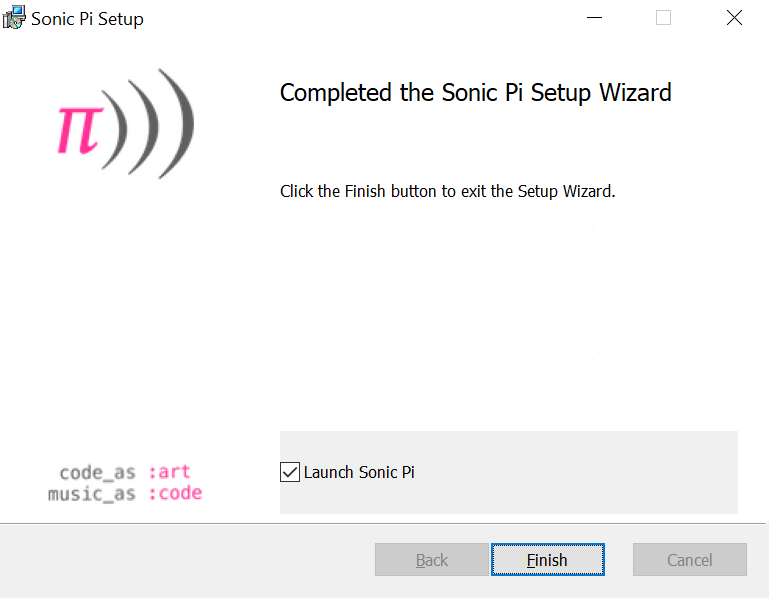 Sonic Pi Setup
π)))
Completed the Sonic Pi Setup Wizard
Click the Finish button to exit the Setup Wizard.
code_as :art
music_as :code
Launch Sonic Pi
Back
Finish
Cancel